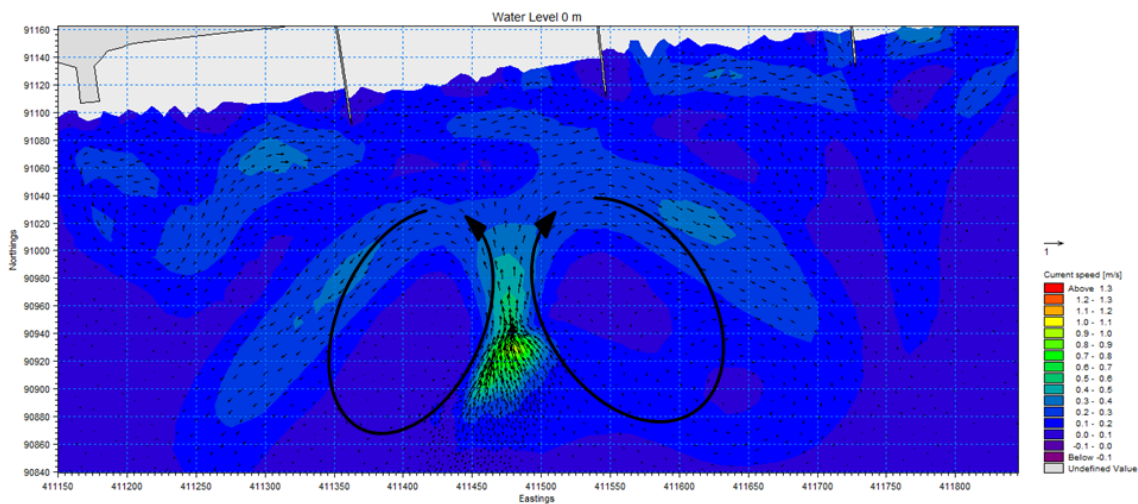 Water Level 0 m
91160
91140
91120
91100
91080
91060
91040
91020
91000
90980
90960
90940
90920
90900
90880
90860
90840
Northings
411150 411200 411250 411300 411350 411400 411450 411500 411550 411600 411650 411700 411750 411800
Eastings
1
Current speed [m/s]
Above 1.3
1.2 - 1.3
1.1 - 1.2
1.0 - 1.1
0.9 - 1.0
0.8 - 0.9
0.7 - 0.8
0.6 - 0.7
0.5 - 0.6
0.4 - 0.5
0.3 - 0.4
0.2 - 0.3
0.1 - 0.2
0.0 - 0.1
-0.1 - 0.0
Below -0.1
Undefined Value